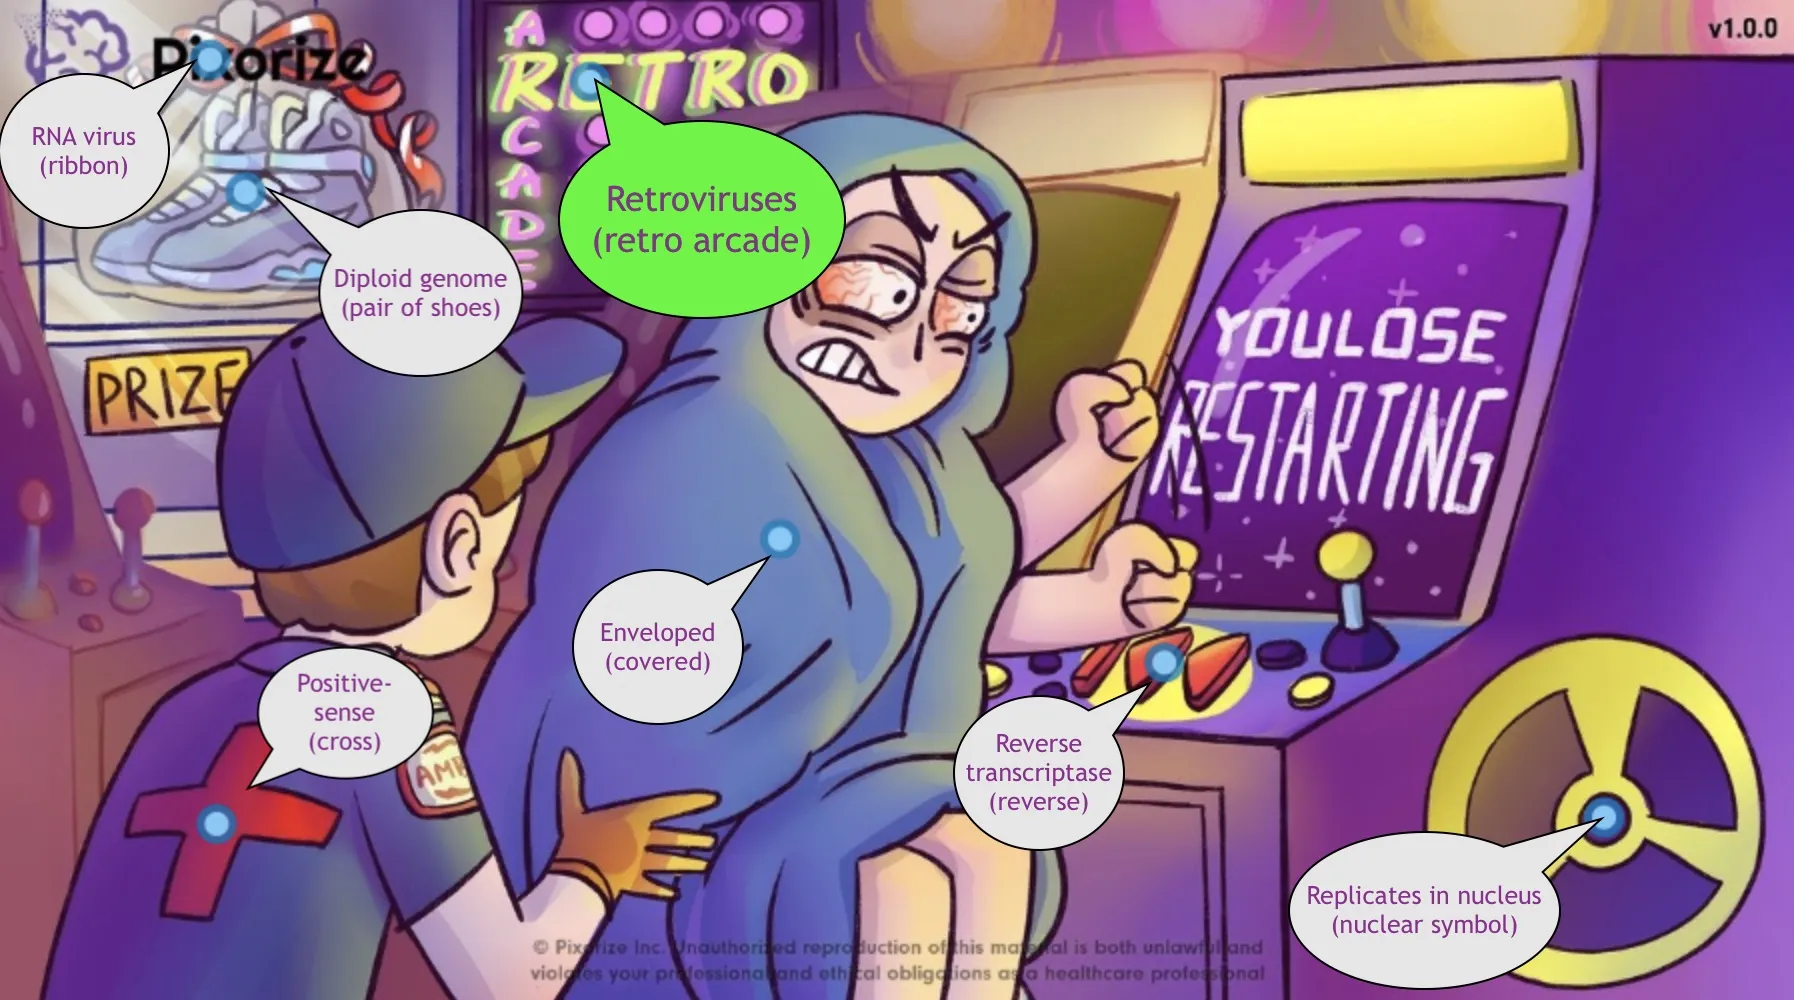 Pixorize
v1.0.0
ARCADE
RETRO
RNA virus
(ribbon)
Retroviruses
(retro arcade)
Diploid genome
(pair of shoes)
PRIZE
YOU LOSE
RESTARTING
Enveloped
(covered)
Positive-
sense
(cross)
AMB
Reverse
transcriptase
(reverse)
Replicates in nucleus
(nuclear symbol)
© Pixorize Inc. Unauthorized reproduction of this material is both unlawful and
violates your professional and ethical obligations as a healthcare professional